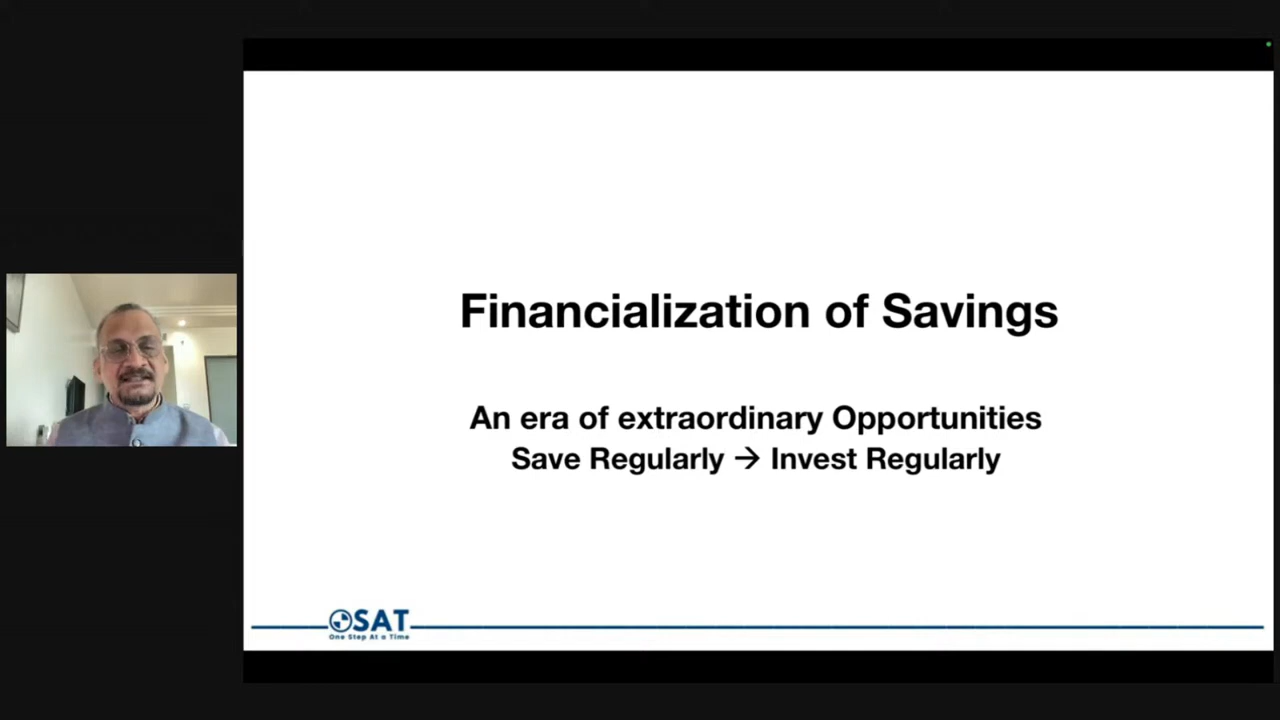 Financialization of Savings
An era of extraordinary Opportunities
Save Regularly → Invest Regularly
OSAT
One Step At a Time